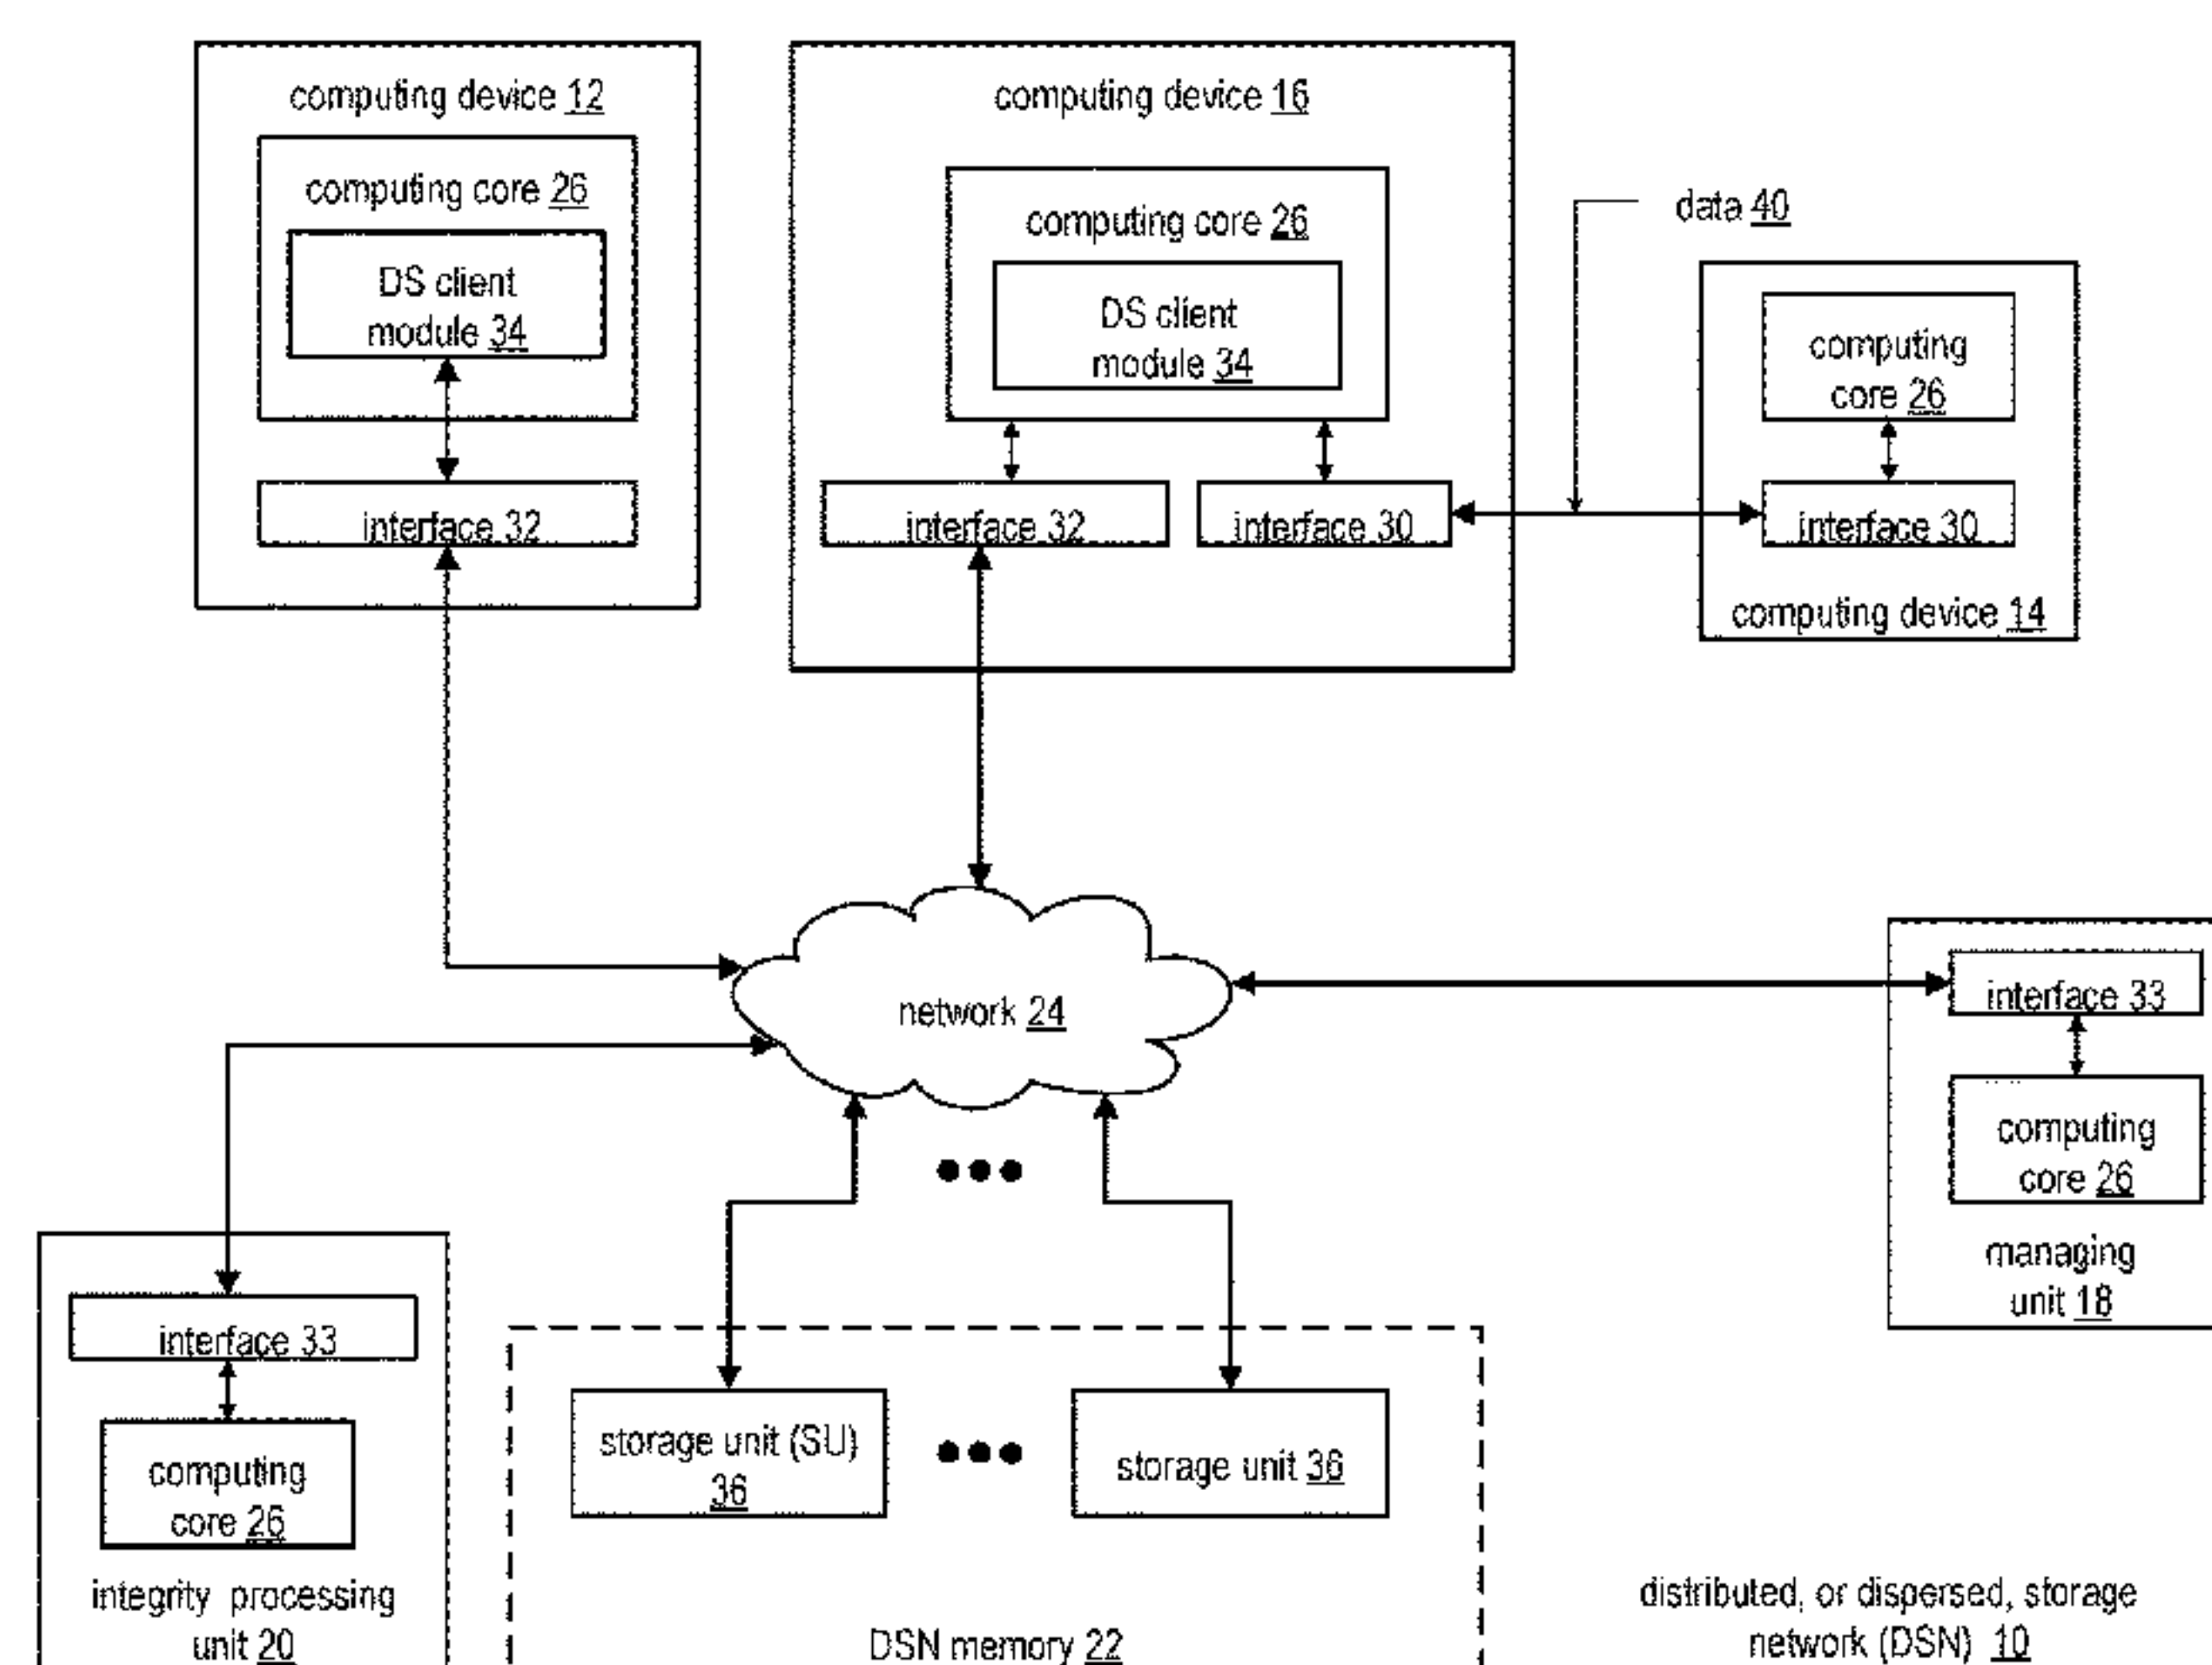 computing device 12
computing core 26
DS client
module 34
interface 32
computing device 16
computing core 26
DS client
module 34
interface 32
interface 30
data 40
computing
core 26
interface 30
computing device 14
network 24
interface 33
computing
core 26
managing
unit 18
interface 33
computing
core 26
integrity processing
unit 20
storage unit (SU)
36
storage unit 36
DSN memory 22
distributed, or dispersed, storage
network (DSN) 10